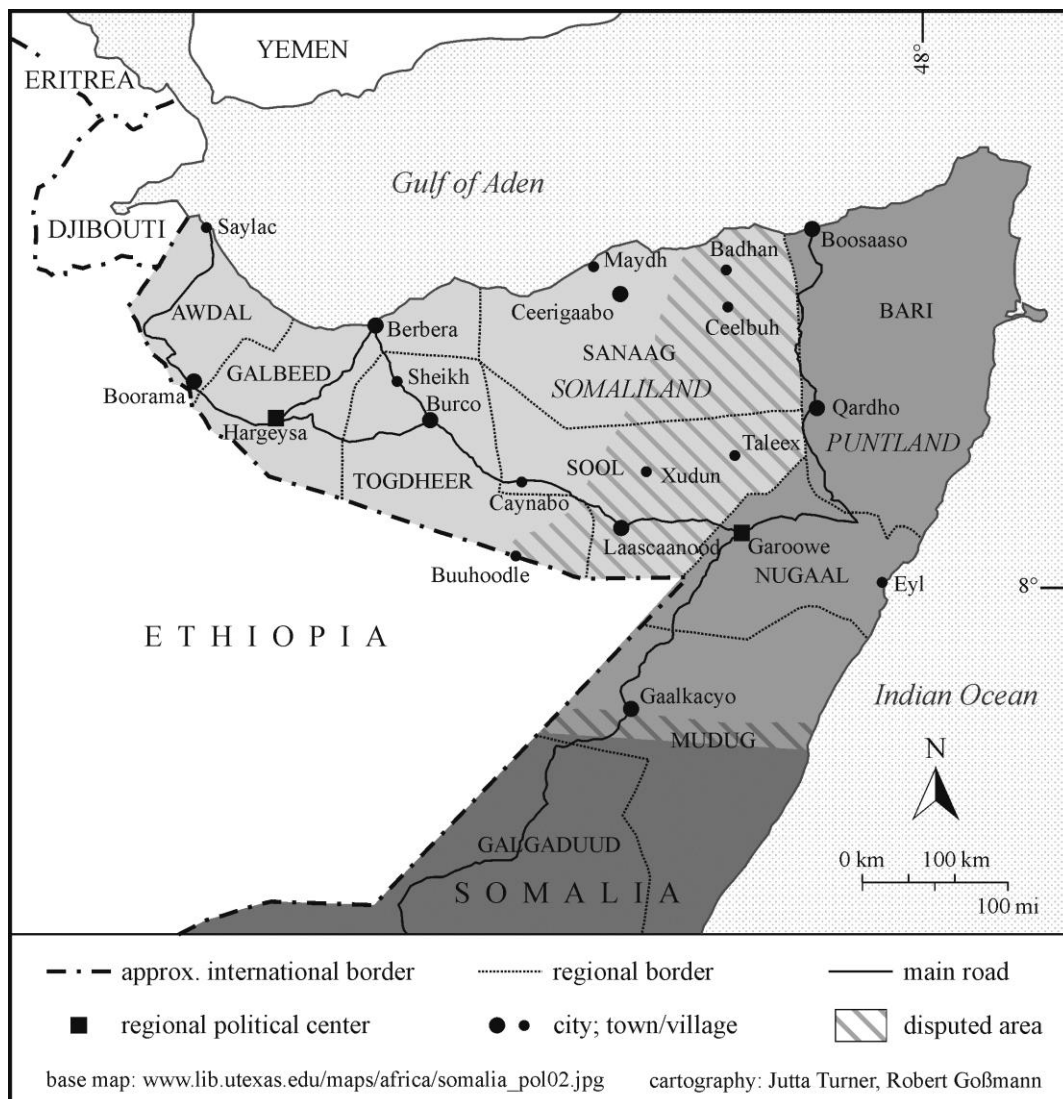 YEMEN
48°
ERITREA
Gulf of Aden
DJIBOUTI
Saylac
Boosaaso
Badhan
Maydh
AWDAL
Ceerigaabo
Ceelbuh
BARI
Berbera
SANAAG
GALBEED
Sheikh
SOMALILAND
Boorama
Burco
Qardho
Hargeysa
PUNTLAND
Taleex
SOOL
Xudun
TOGDHEER
Caynabo
Laascaanood
Garoowe
Buuhoodle
NUGAAL
Eyl
8°
ETHIOPIA
Gaalkacyo
Indian Ocean
MUDUG
N
GALGADUUD
0 km 100 km
SOMALIA
100 mi
approx. international border
regional border
main road
regional political center
city; town/village
disputed area
base map: www.lib.utexas.edu/maps/africa/somalia_pol02.jpg
cartography: Jutta Turner, Robert Goßmann